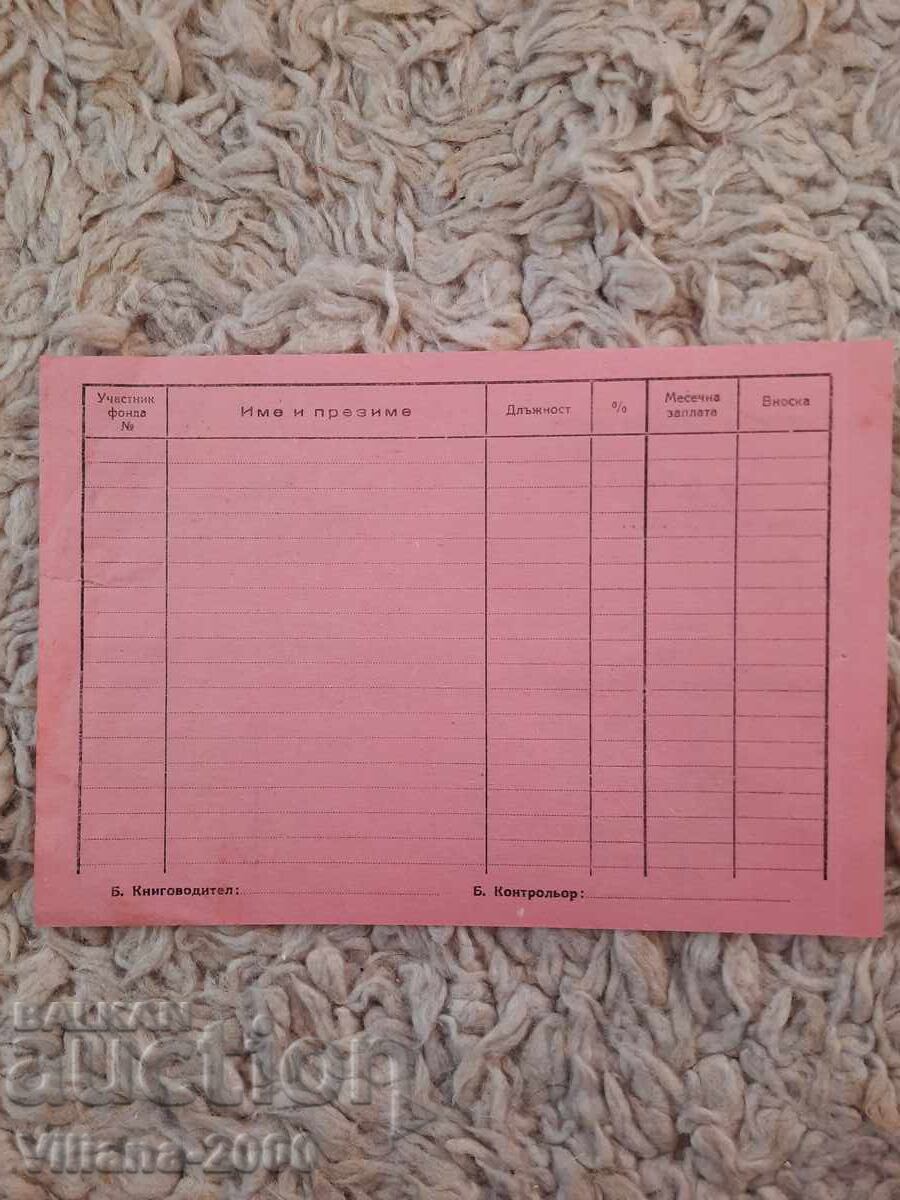 Участник
фонда
№
Име и презиме
Длъжност
%
Месечна
заплата
Вноска
Б. Книговодител:
Б. Контрольор:
BALKAN
auction
Viliana-2000